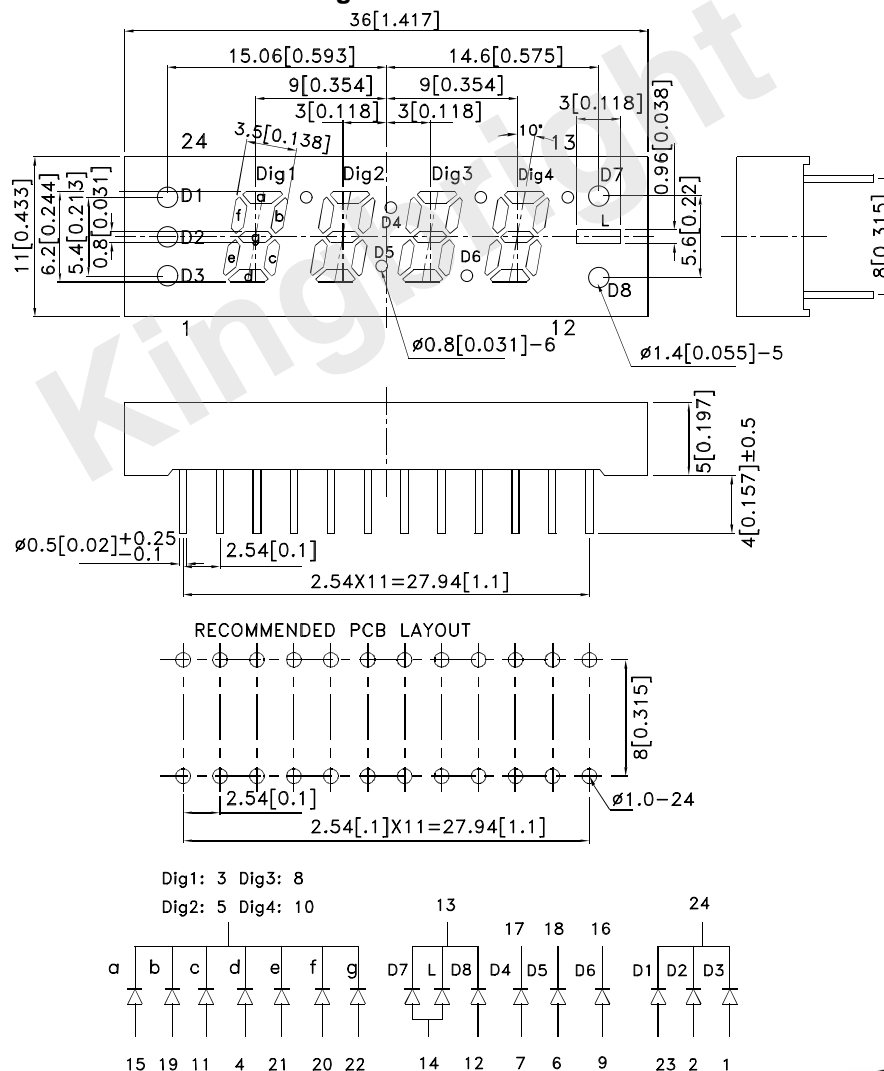 g
36[1.417]
15.06[0.593]
14.6[0.575]
9[0.354]
9[0.354]
3[0.118]
3[0.118]
3[0.118]
0.96[0.038]
3.5[0.138]
10°
24
13
Dig1
Dig2
Dig3
Dig4
D7
D1
D2
D3
a
f
b
g
e
c
d
D4
D5
D6
L
D8
11[0.433]
6.2[0.244]
5.4[0.213]
0.8[0.031]
5.6[0.22]
8[0.315]
1
12
ø0.8[0.031]-6
ø1.4[0.055]-5
Kingbright
5[0.197]
4[0.157]±0.5
ø0.5[0.02]+0.25
-0.1
2.54[0.1]
2.54X11=27.94[1.1]
RECOMMENDED PCB LAYOUT
8[0.315]
2.54[0.1]
ø1.0-24
2.54[.1]X11=27.94[1.1]
Dig1: 3 Dig3: 8
Dig2: 5 Dig4: 10
13
24
17 18 16
a b c d e f g D7 L D8 D4 D5 D6 D1 D2 D3
15 19 11 4 21 20 22 14 12 7 6 9 23 2 1